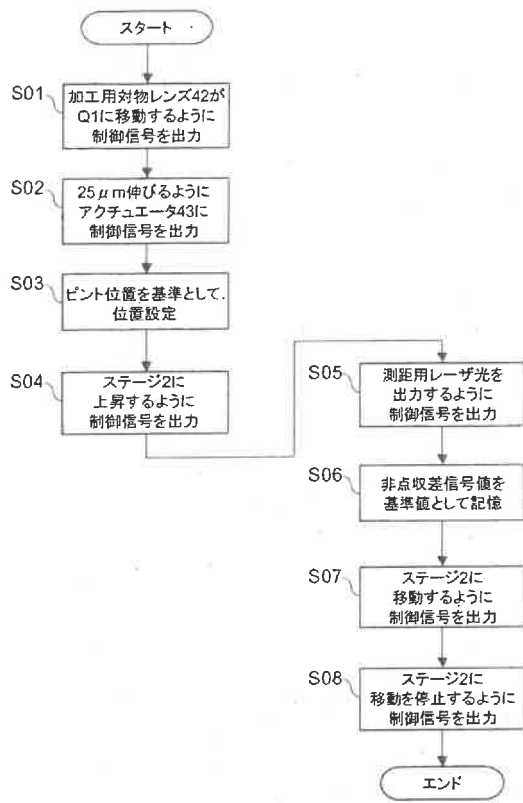 スタート
S01
加工用対物レンズ42が
Q1に移動するように
制御信号を出力
S02
25μm伸びるように
アクチュエータ43に
制御信号を出力
S03
ピント位置を基準として、
位置設定
S04
ステージ2に
上昇するように
制御信号を出力
S05
測距用レーザ光を
出力するように
制御信号を出力
S06
非点収差信号値を
基準値として記憶
S07
ステージ2に
移動するように
制御信号を出力
S08
ステージ2に
移動を停止するように
制御信号を出力
エンド